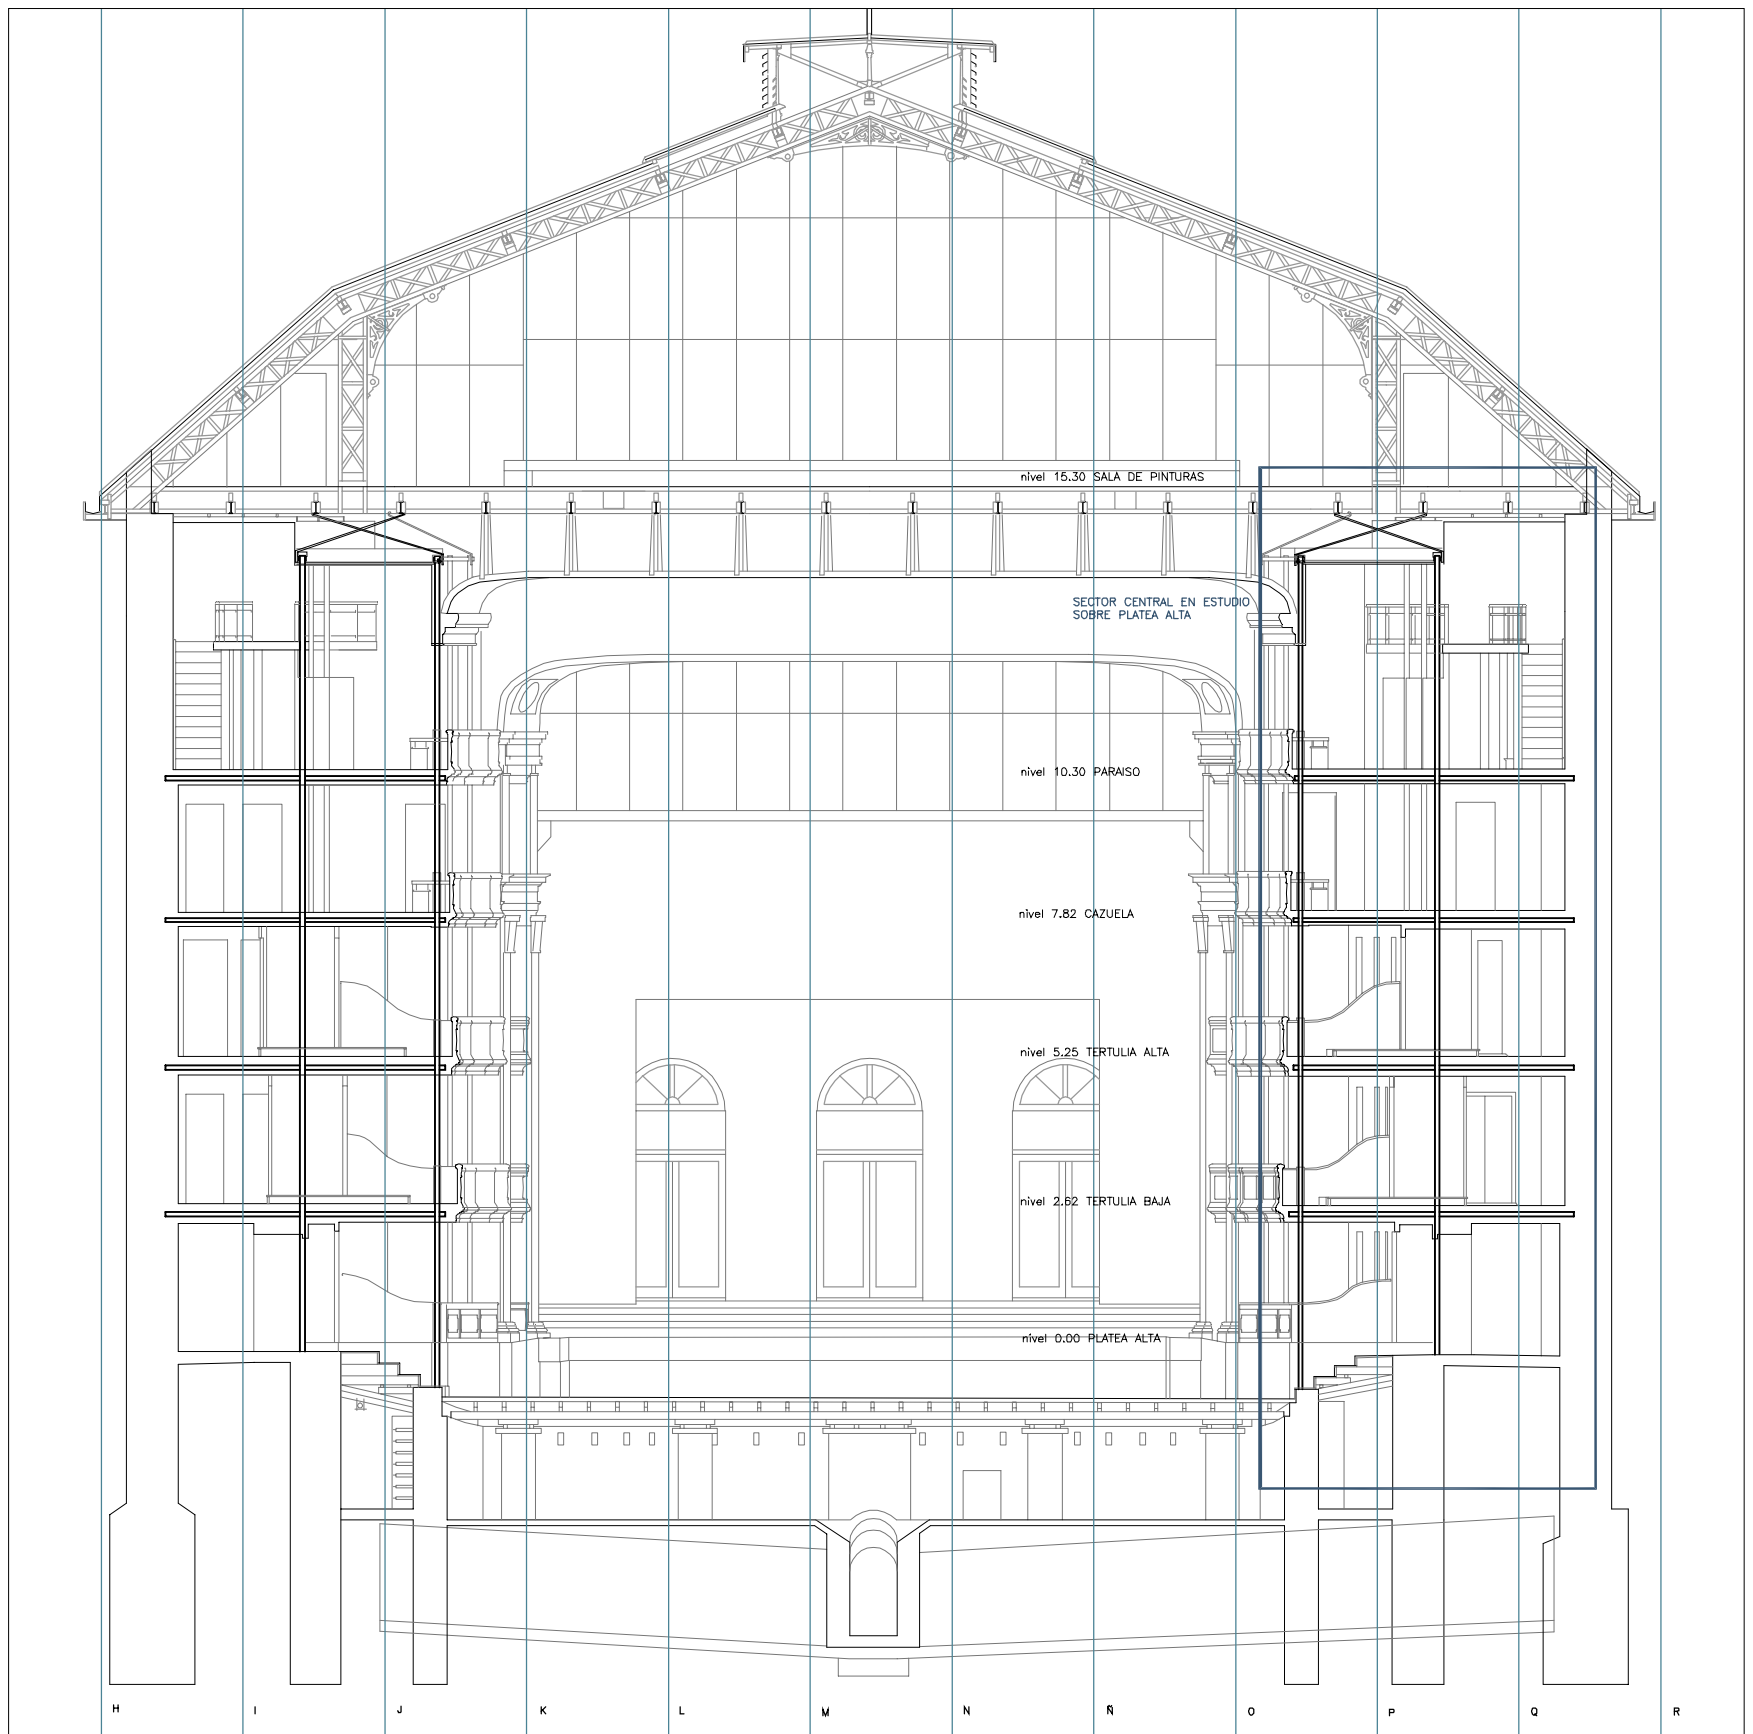 nivel 15.30 SALA DE PINTURAS
SECTOR CENTRAL EN ESTUDIO
SOBRE PLATEA ALTA
nivel 10.30 PARAISO
nivel 7.82 CAZUELA
nivel 5.25 TERTULIA ALTA
nivel 2.62 TERTULIA BAJA
nivel 0.00 PLATEA ALTA
H I J K L M N Ñ O P Q R